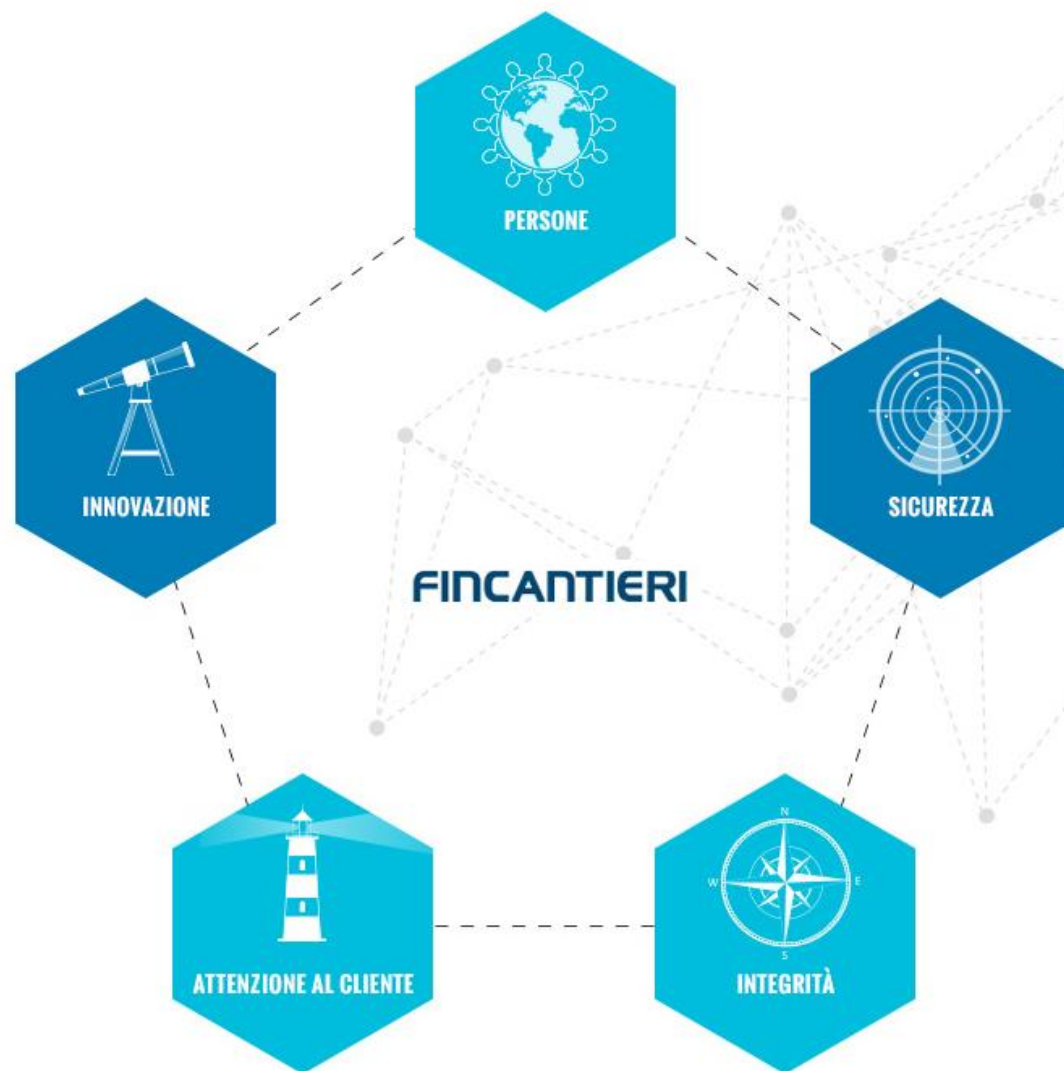 PERSONE
INNOVAZIONE
SICUREZZA
FINCANTIERI
ATTENZIONE AL CLIENTE
N
W
E
S
INTEGRITÀ